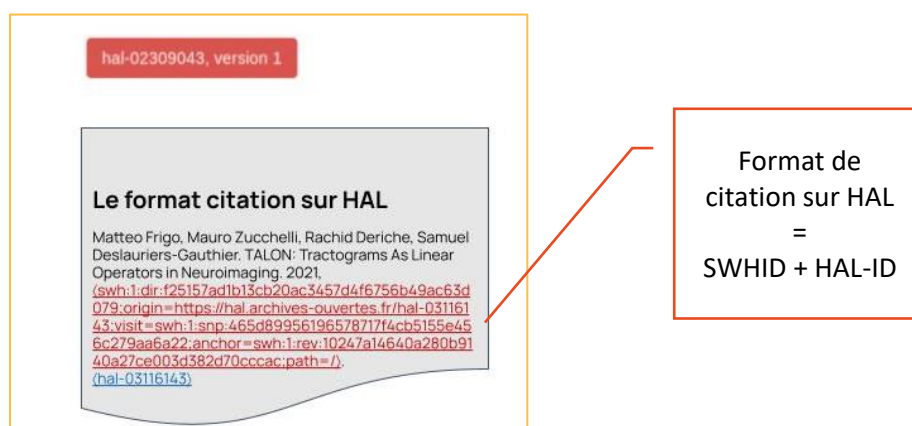 hal-02309043, version 1
Le format citation sur HAL
Matteo Frigo, Mauro Zucchelli, Rachid Deriche, Samuel
Deslauriers-Gauthier. TALON: Tractograms As Linear
Operators in Neuroimaging. 2021,
⟨swh:1:dir:f25157ad1b13cb20ac3457d4f6756b49ac63d
079;origin=https://hal.archives-ouvertes.fr/hal-031161
43;visit=swh:1:snp:465d89956196578717f4cb5155e45
6c279aa6a22;anchor=swh:1:rev:10247a14640a280b91
40a27ce003d382d70cccac;path=/⟩.
⟨hal-03116143⟩
Format de
citation sur HAL
=
SWHID + HAL-ID